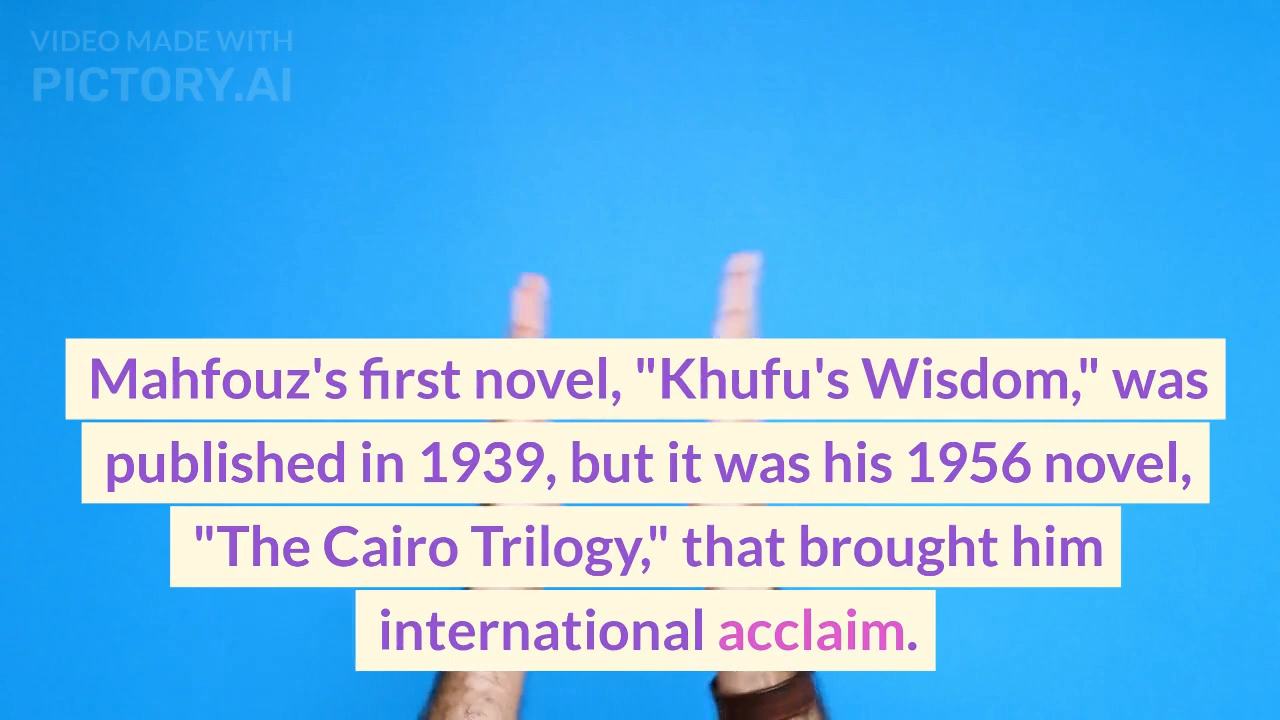 VIDEO MADE WITH
PICTORY.AI
Mahfouz's first novel, "Khufu's Wisdom," was
published in 1939, but it was his 1956 novel,
"The Cairo Trilogy," that brought him
international acclaim.